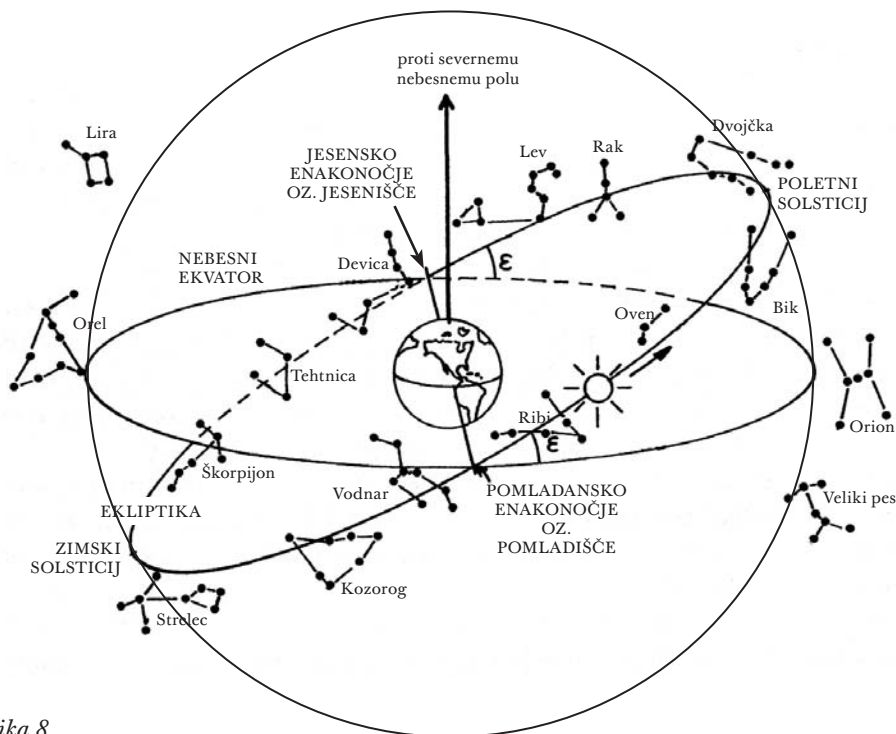 proti severnemu
nebesnemu polu
Lira
JESENSKO
ENAKONOČJE
OZ. JESENIŠČE
Lev
Rak
Dvojčka
POLETNI
SOLSTICIJ
NEBESNI
EKVATOR
Devica
ε
Orel
Oven
Bik
Tehtnica
Ribi
Orion
ε
Škorpijon
Vodnar
POMLADANSKO
ENAKONOČJE
OZ.
POMLADIŠČE
Veliki pes
EKLIPTIKA
ZIMSKI
SOLSTICIJ
Kozorog
Strelec
ika 8